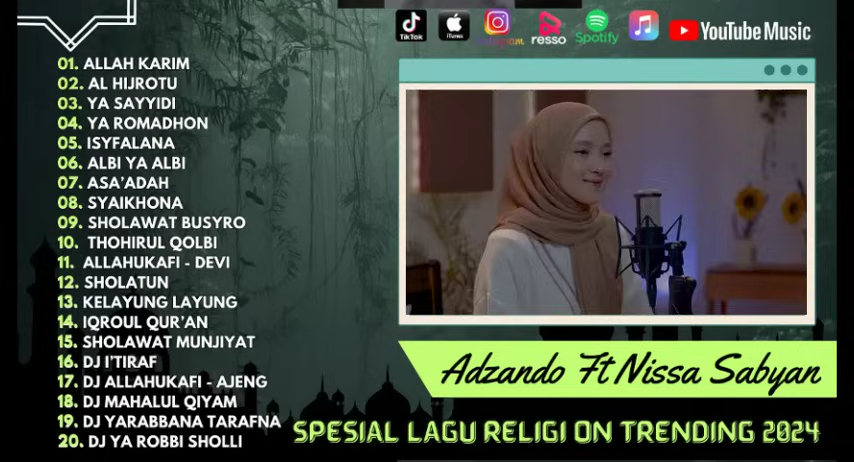 TikTok
iTunes
Instagram
resso
Spotify
YouTube Music
01. ALLAH KARIM
02. AL HIJROTU
03. YA SAYYIDI
04. YA ROMADHON
05. ISYFALANA
06. ALBI YA ALBI
07. ASA'ADAH
08. SYAIKHONA
09. SHOLAWAT BUSYRO
10. THOHIRUL QOLBI
11. ALLAHUKAFI - DEVI
12. SHOLATUN
13. KELAYUNG LAYUNG
14. IQROUL QUR'AN
15. SHOLAWAT MUNJIYAT
16. DJ I'TIRAF
17. DJ ALLAHUKAFI - AJENG
18. DJ MAHALUL QIYAM
19. DJ YARABBANA TARAFNA
20. DJ YA ROBBI SHOLLI
Adzando Ft Nissa Sabyan
SPESIAL LAGU RELIGI ON TRENDING 2024